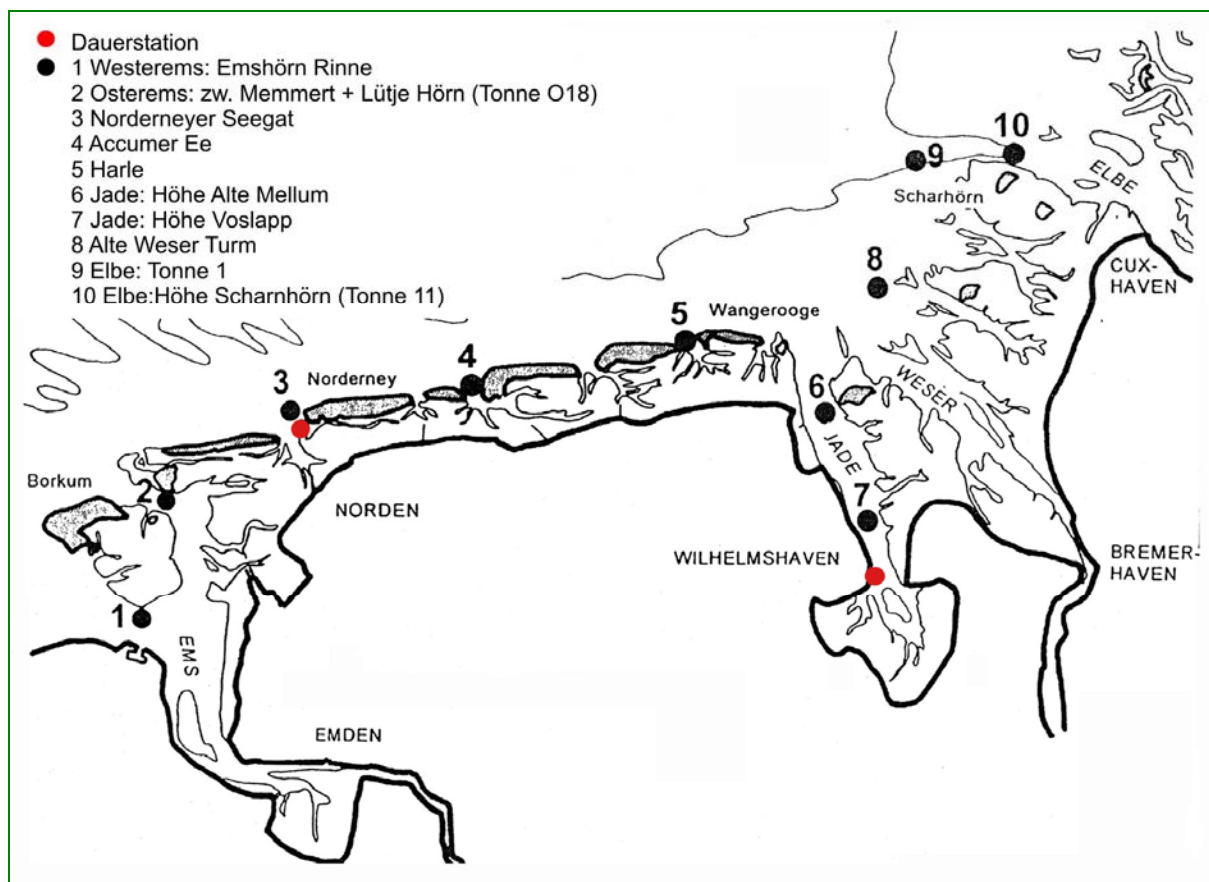 Dauerstation
1 Westerems: Emshörn Rinne
2 Osterems: zw. Memmert + Lütje Hörn (Tonne O18)
3 Norderneyer Seegat
4 Accumer Ee
5 Harle
6 Jade: Höhe Alte Mellum
7 Jade: Höhe Voslapp
8 Alte Weser Turm
9 Elbe: Tonne 1
10 Elbe:Höhe Scharnhörn (Tonne 11)
10
9
ELBE
Scharhörn
8
CUX-
HAVEN
5
Wangerooge
4
3
Norderney
6
WESER
JADE
Borkum
2
NORDEN
7
WILHELMSHAVEN
BREMER-
HAVEN
1
EMS
EMDEN